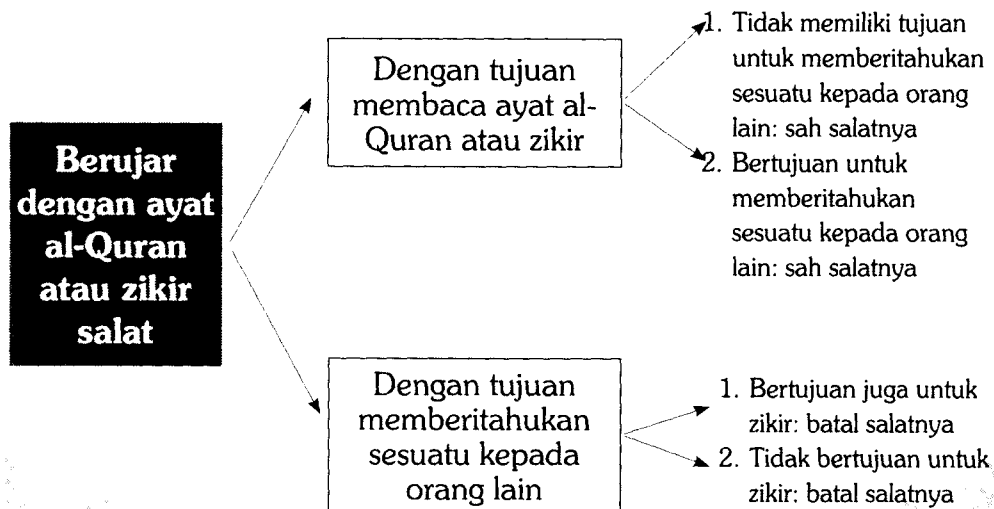 Berujar
dengan ayat
al-Quran
atau zikir
salat
Dengan tujuan
membaca ayat al-
Quran atau zikir
1. Tidak memiliki tujuan
untuk memberitahukan
sesuatu kepada orang
lain: sah salatnya
2. Bertujuan untuk
memberitahukan
sesuatu kepada orang
lain: sah salatnya
Dengan tujuan
memberitahukan
sesuatu kepada
orang lain
1. Bertujuan juga untuk
zikir: batal salatnya
2. Tidak bertujuan untuk
zikir: batal salatnya